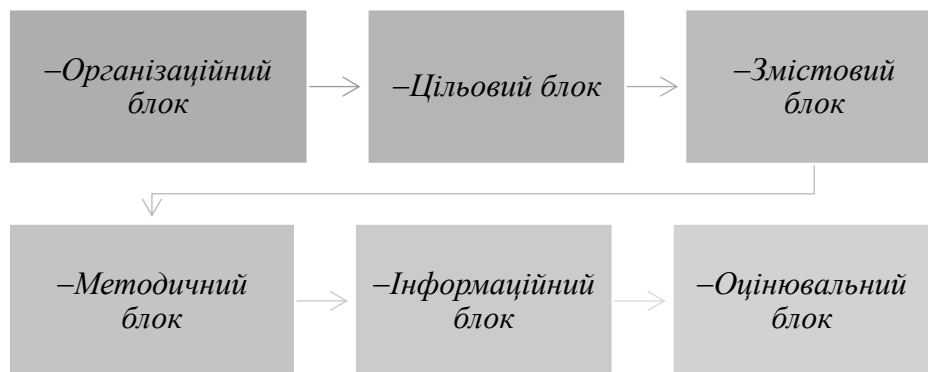 –Організаційний
блок
–Цільовий блок
–Змістовий
блок
–Методичний
блок
–Інформаційний
блок
–Оцінювальний
блок